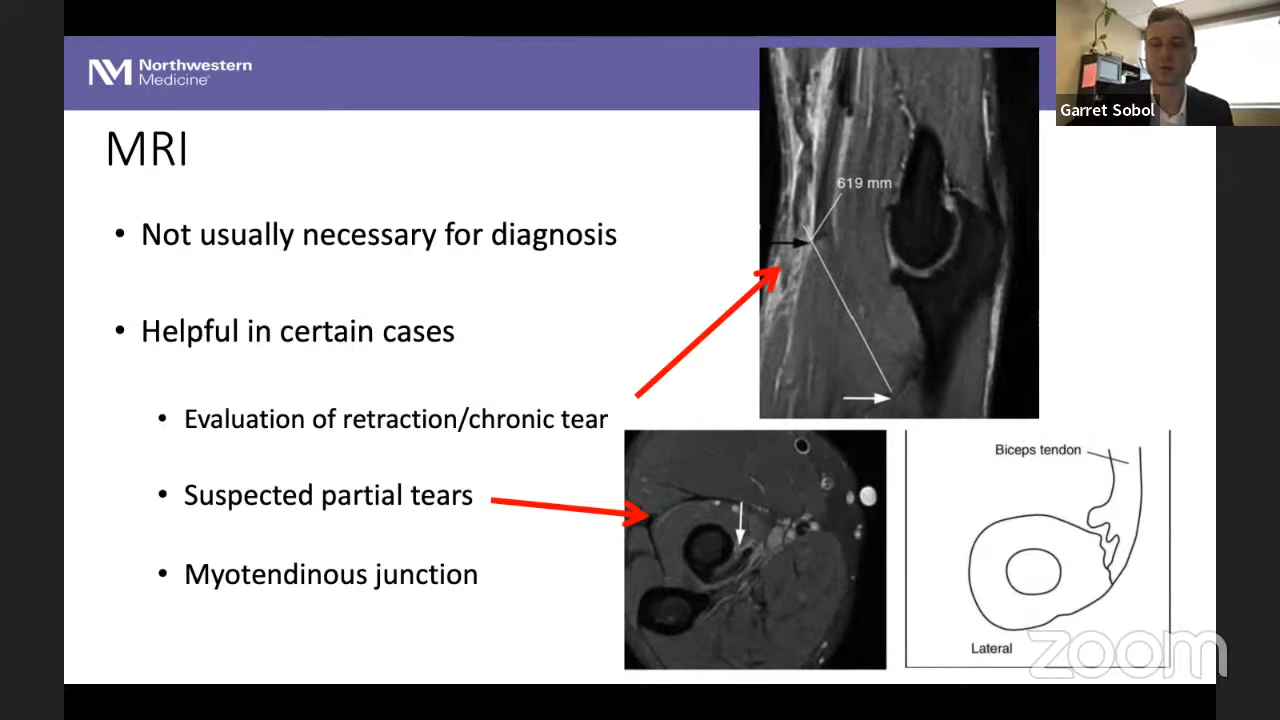 Northwestern
Medicine
Garret Sobol
MRI
619 mm
• Not usually necessary for diagnosis
• Helpful in certain cases
• Evaluation of retraction/chronic tear
• Suspected partial tears
• Myotendinous junction
Biceps tendon
Lateral
zoom